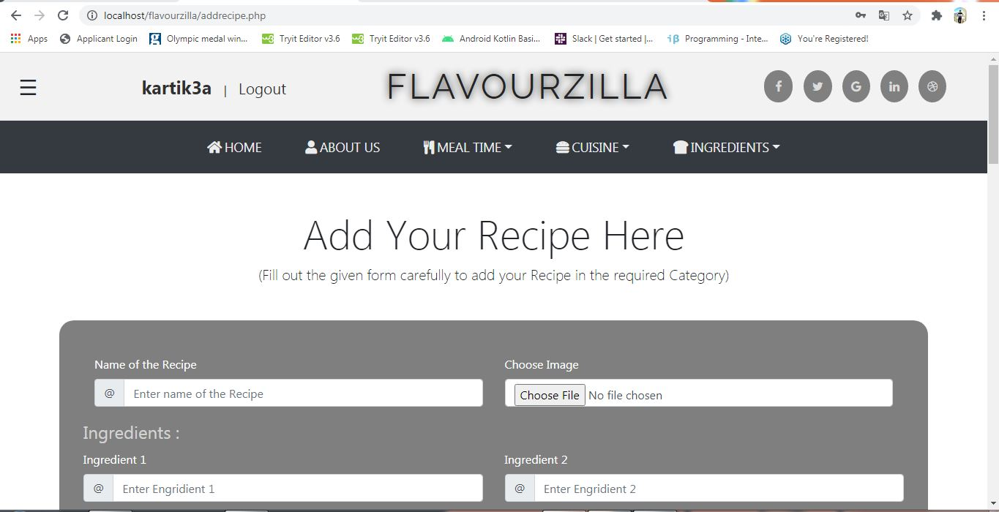 localhost/flavourzilla/addrecipe.php
Apps Applicant Login Olympic medal win... Tryit Editor v3.6 Tryit Editor v3.6 Android Kotlin Basi... Slack | Get started |... Programming - Inte... You're Registered!
☰ kartik3a | Logout FLAVOURZILLA
HOME ABOUT US MEAL TIME CUISINE INGREDIENTS
Add Your Recipe Here
(Fill out the given form carefully to add your Recipe in the required Category)
Name of the Recipe Choose Image
@ Enter name of the Recipe Choose File No file chosen
Ingredients :
Ingredient 1 Ingredient 2
@ Enter Engridient 1 @ Enter Engridient 2